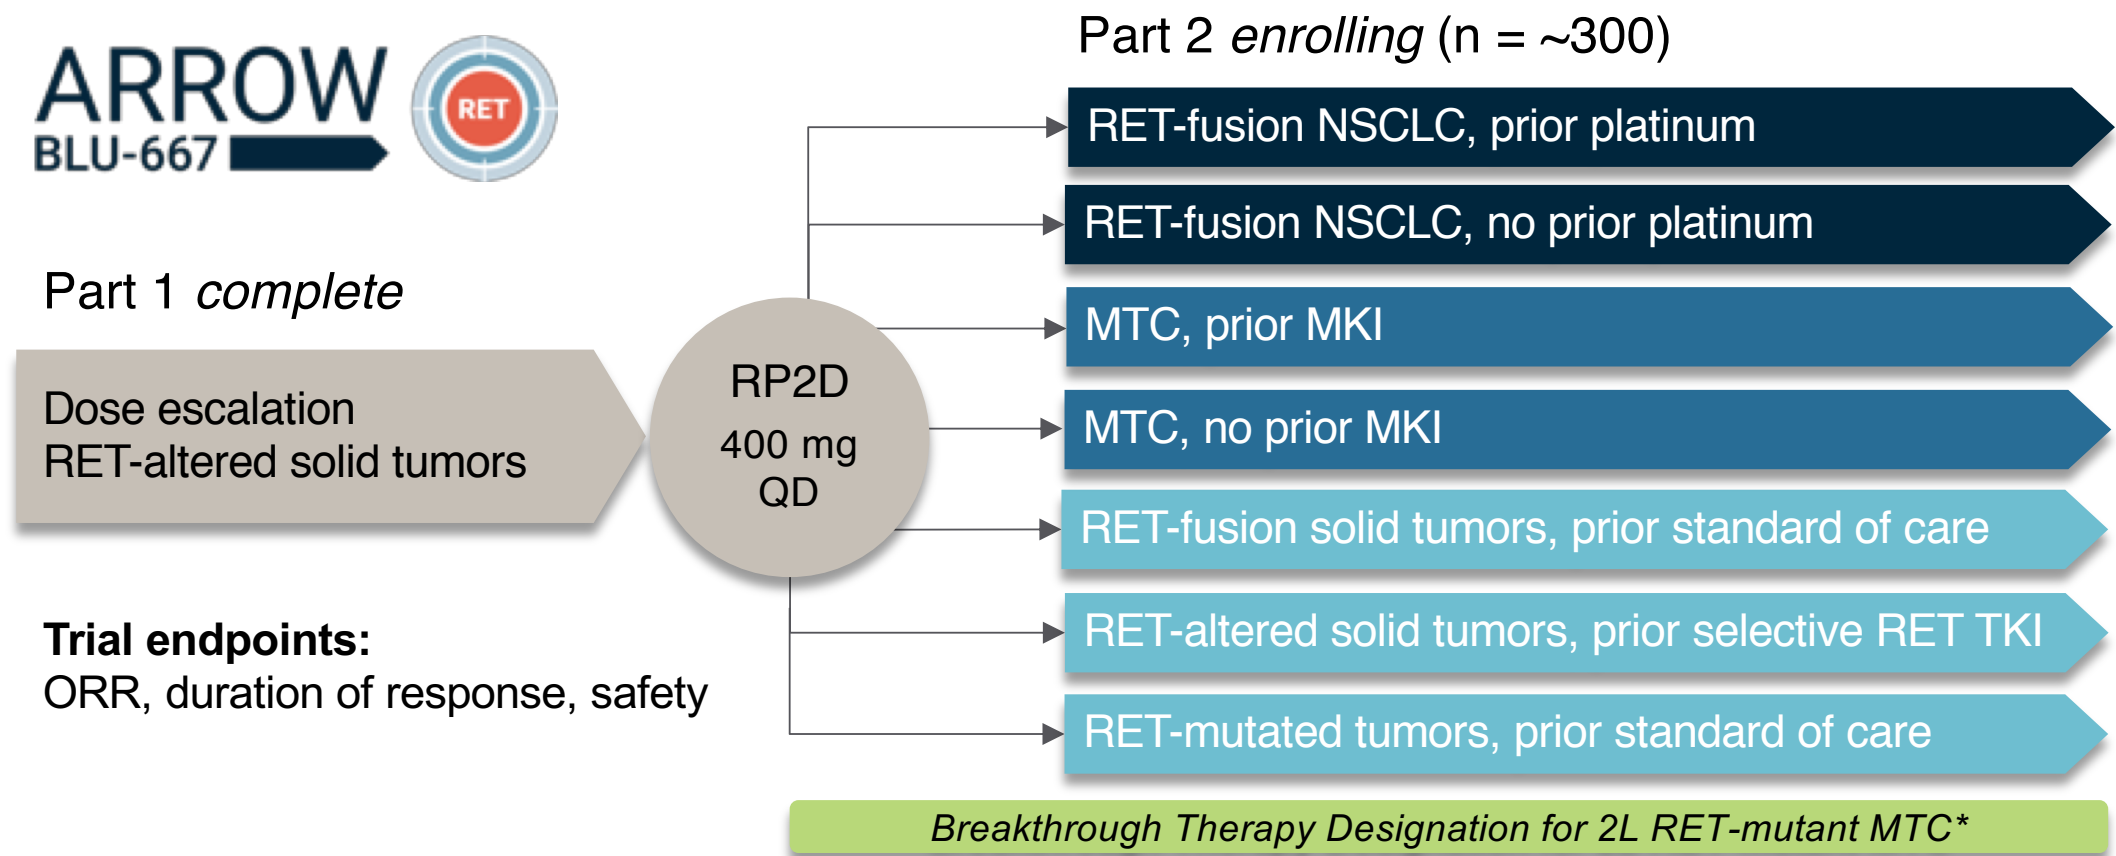 ARROW
BLU-667
RET
Part 1 complete
Dose escalation
RET-altered solid tumors
Trial endpoints:
ORR, duration of response, safety
RP2D
400 mg
QD
Part 2 enrolling (n = ~300)
RET-fusion NSCLC, prior platinum
RET-fusion NSCLC, no prior platinum
MTC, prior MKI
MTC, no prior MKI
RET-fusion solid tumors, prior standard of care
RET-altered solid tumors, prior selective RET TKI
RET-mutated tumors, prior standard of care
Breakthrough Therapy Designation for 2L RET-mutant MTC*